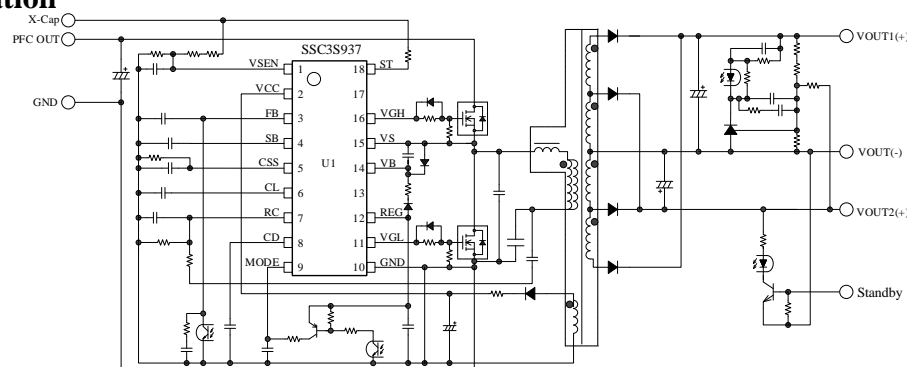 X-Cap
PFC OUT
GND
SSC3S937
VSEN 1 18 ST
VCC 2 17
FB 3 16 VGH
SB 4 15 VS
CSS 5 U1 14 VB
CL 6 13
RC 7 12 REG
CD 8 11 VGL
MODE 9 10 GND
VOUT1(+)
VOUT(-)
VOUT2(+)
Standby